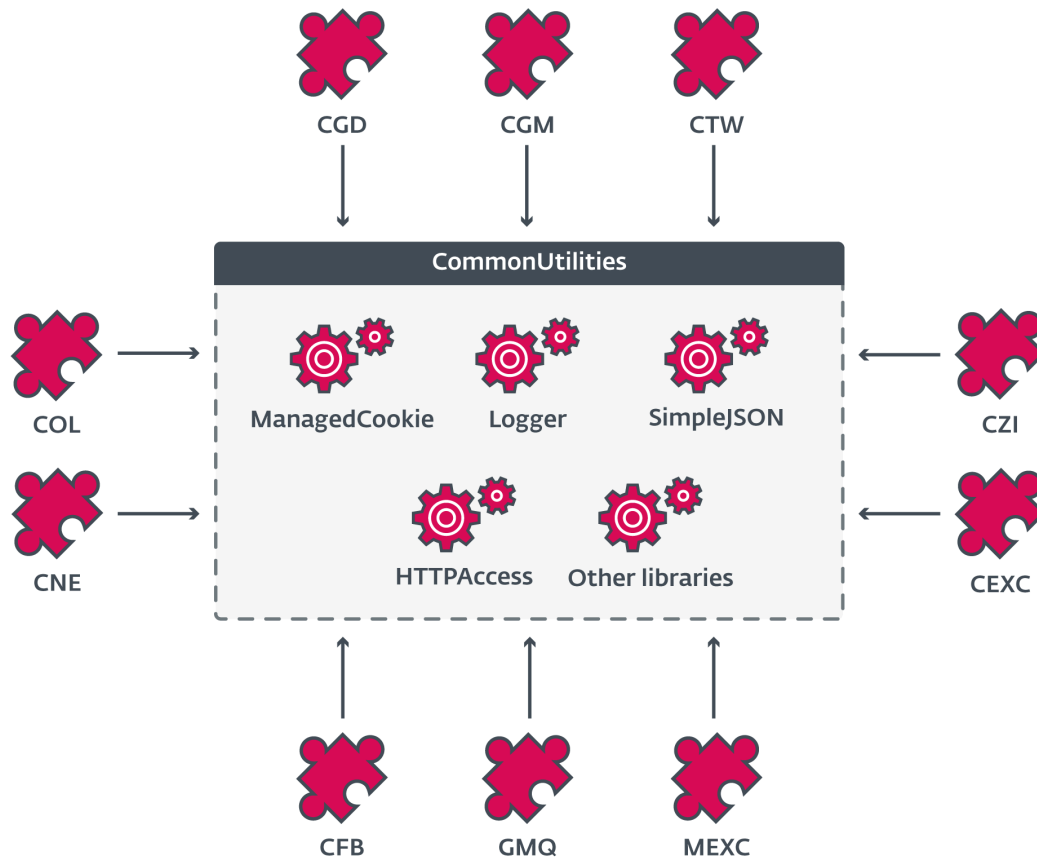 CGD
CGM
CTW
CommonUtilities
COL
ManagedCookie
Logger
SimpleJSON
CZI
CNE
HTTPAccess
Other libraries
CEXC
CFB
GMQ
MEXC